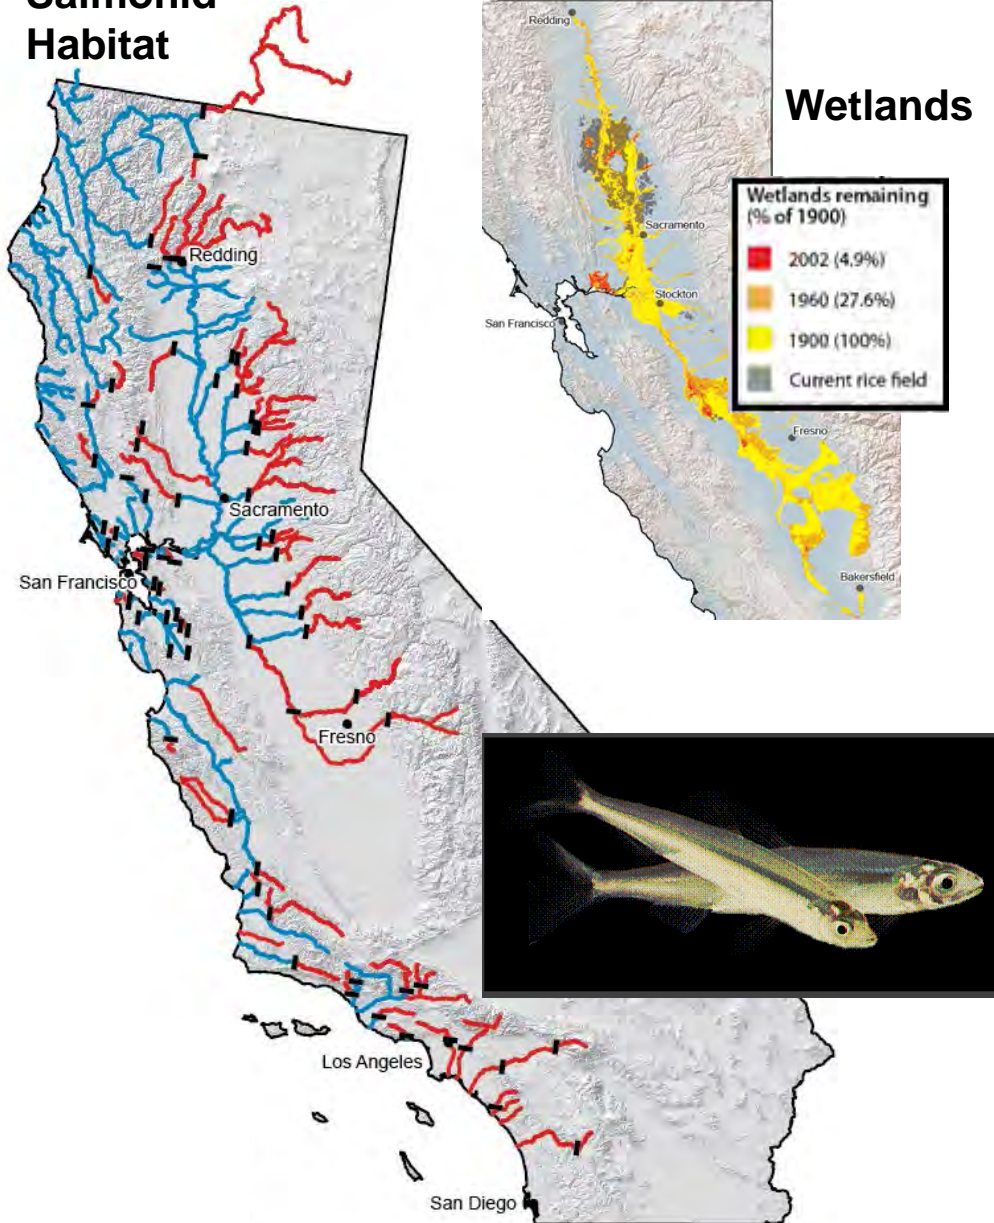 Salmonid
Habitat
Redding
Sacramento
San Francisco
Fresno
Los Angeles
San Diego
Wetlands
Redding
Sacramento
Stockton
San Francisco
Fresno
Bakersfield
Wetlands remaining
(% of 1900)
2002 (4.9%)
1960 (27.6%)
1900 (100%)
Current rice field